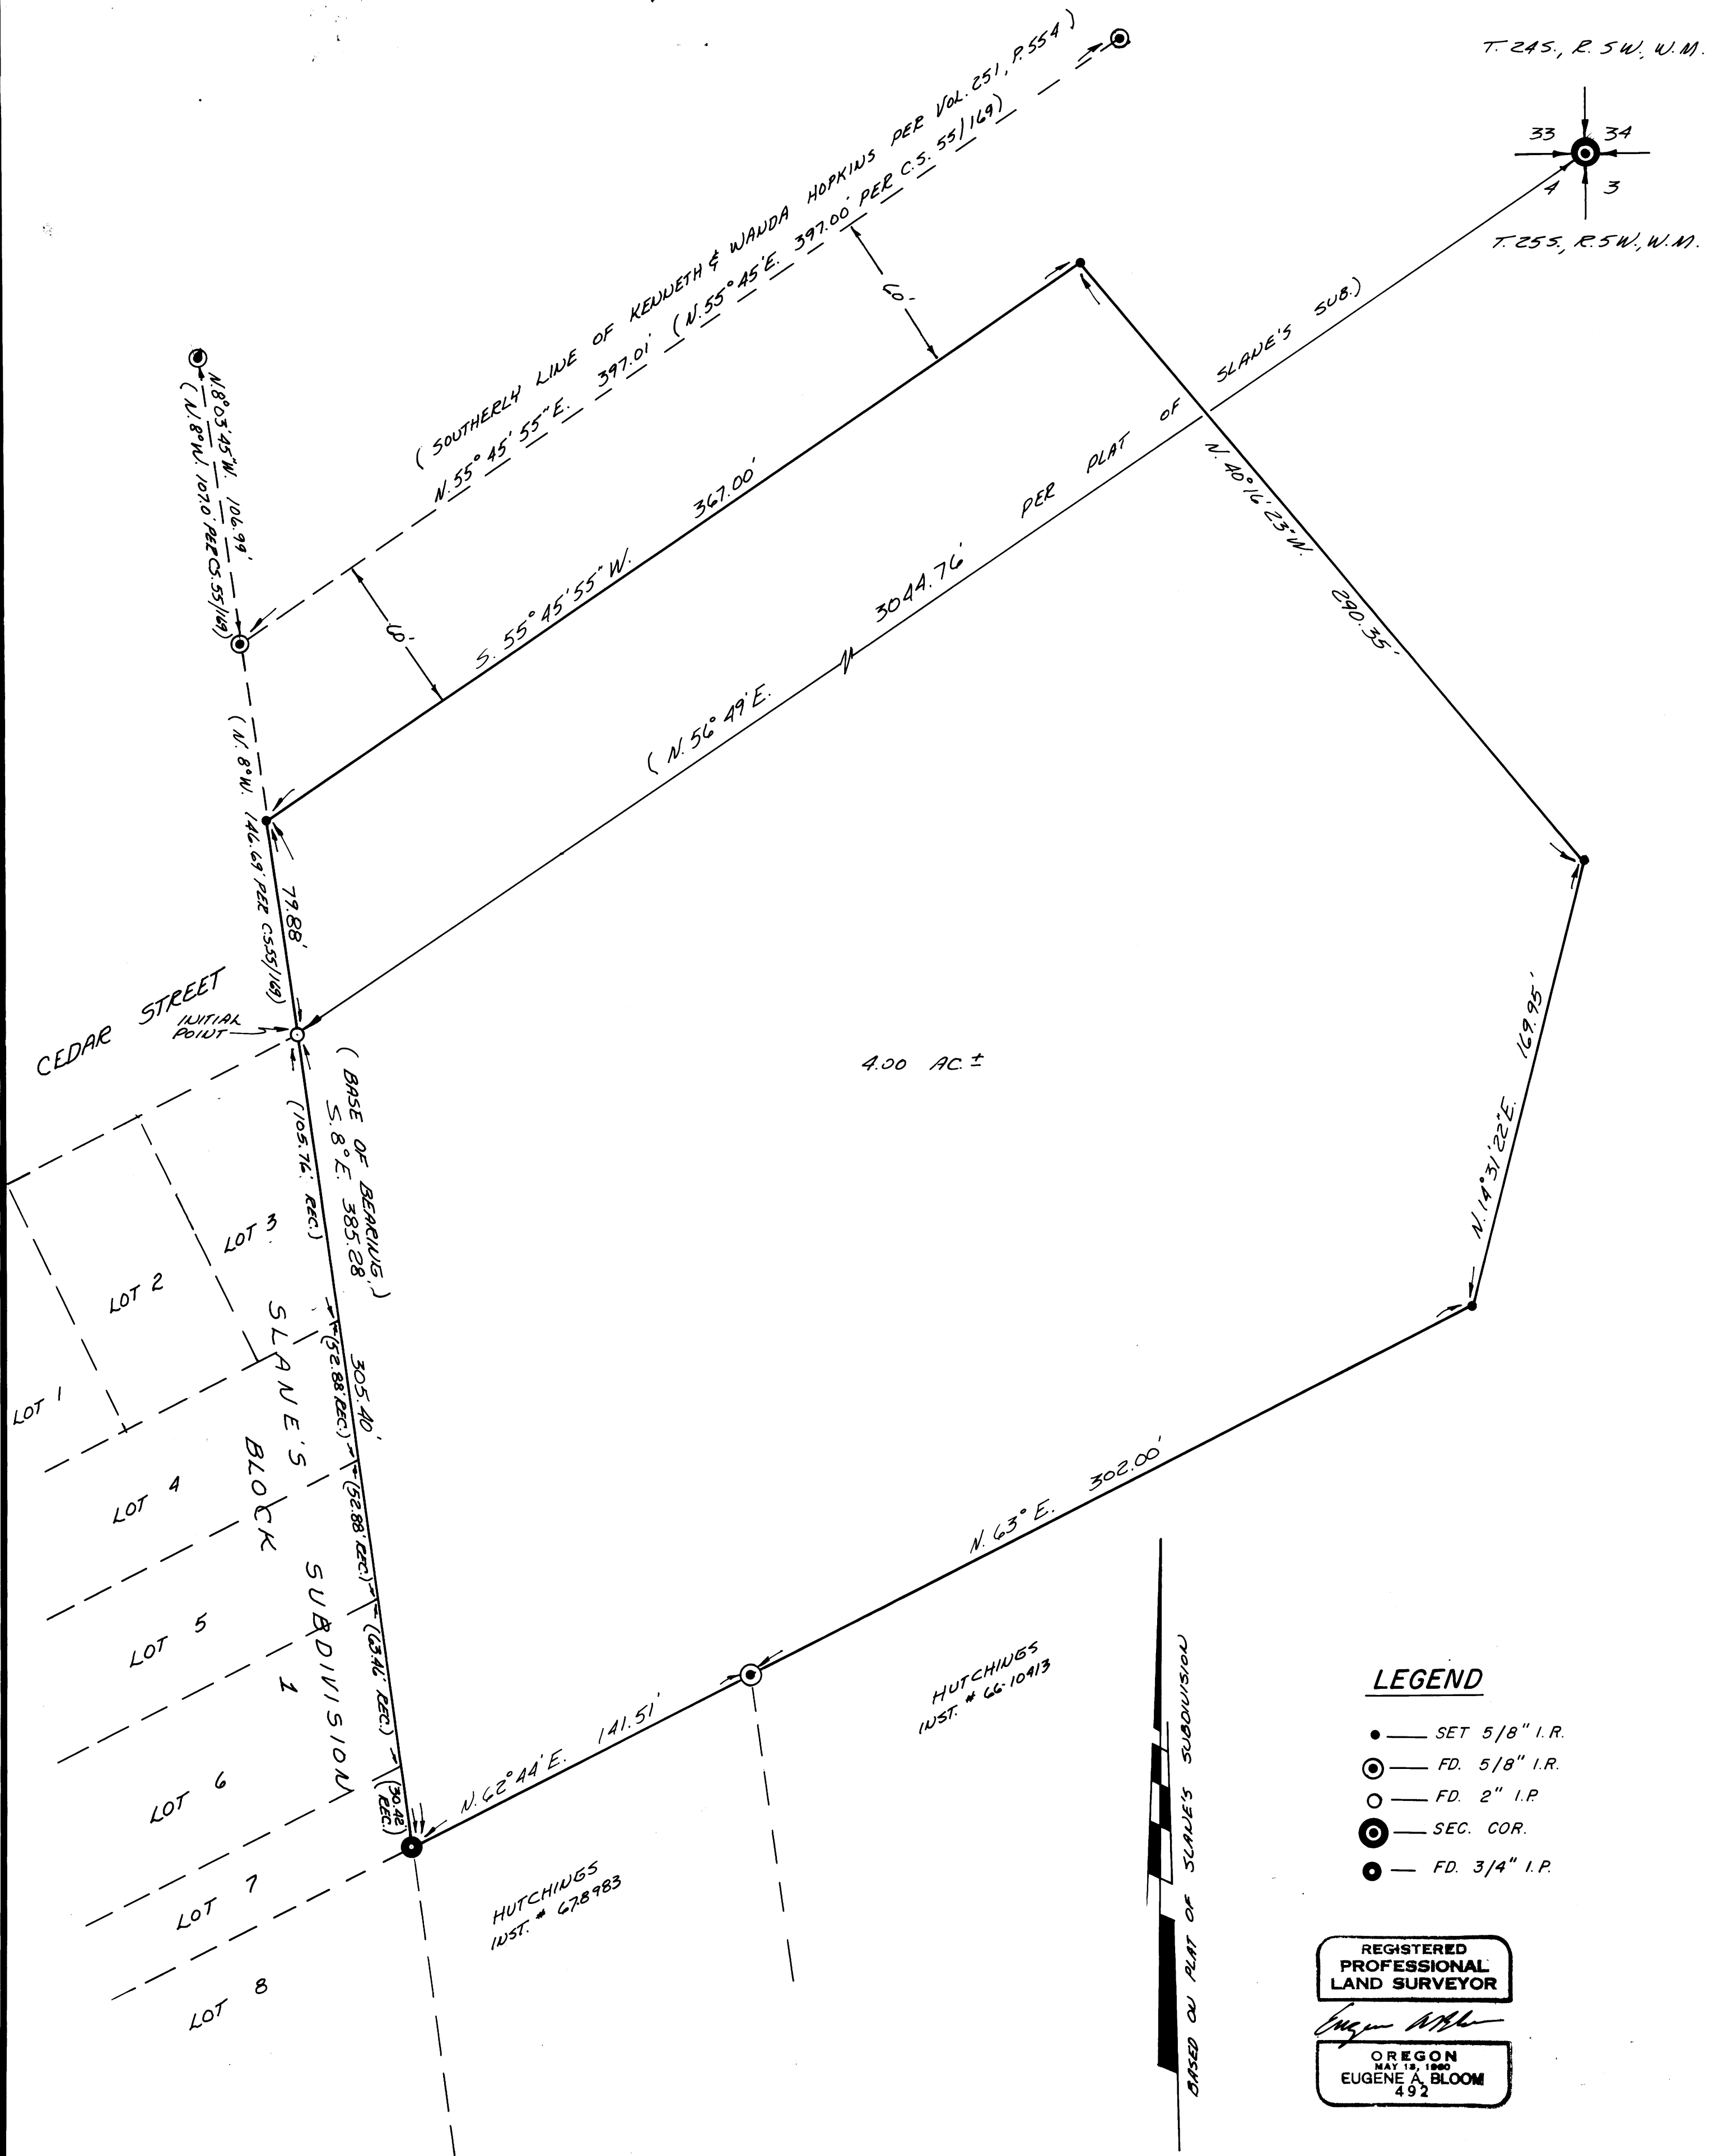 T. 24S., R. 5W., W.M.
33 34
4 3
T. 25S., R. 5W., W.M.
( SOUTHERLY LINE OF KENNETH & WANDA HOPKINS PER VOL. 251, P. 554 )
N. 55° 45' 55" E. 397.01' ( N. 55° 45' E. 397.00' PER C.S. 55/169)
60'
60'
N. 8° 03' 45" W. 106.99'
( N. 8° W. 107.0' PER C.S. 55/169)
S. 55° 45' 55" W. 367.00'
( N. 56° 49' E. 3044.76' PER PLAT OF SLANE'S SUB.)
N. 40° 16' 23" W. 290.35'
( N. 8° W. 146.69' PER C.S. 55/169)
79.88'
CEDAR STREET
INITIAL
POINT
( BASE OF BEARING )
S. 8° E. 385.28
(105.76' REC.)
4.00 AC. ±
N. 14° 31' 22" E. 169.95'
LOT 3
LOT 2
LOT 1
305.40'
(52.88' REC.)
(52.88' REC.)
(63.46' REC.)
(30.42
REC.)
SLANE'S SUBDIVISION
BLOCK 1
LOT 4
LOT 5
LOT 6
LOT 7
LOT 8
N. 63° E. 302.00'
N. 62° 44' E. 141.51'
HUTCHINGS
INST. # 66-10413
HUTCHINGS
INST. # 67-8983
BASED ON PLAT OF SLANE'S SUBDIVISION
LEGEND
SET 5/8" I.R.
FD. 5/8" I.R.
FD. 2" I.P.
SEC. COR.
FD. 3/4" I.P.
REGISTERED
PROFESSIONAL
LAND SURVEYOR
OREGON
MAY 13, 1960
EUGENE A. BLOOM
492